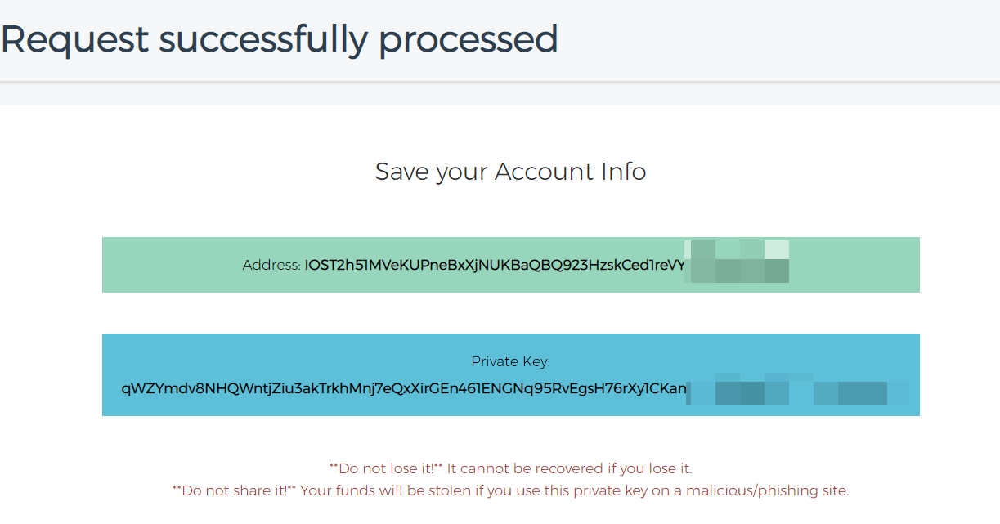 Request successfully processed
Save your Account Info
Address: IOST2h51MVeKUPneBxXjNUKBaQBQ923HzskCed1reVY
Private Key:
qWZYmdv8NHQWntjZiu3akTrkhMnj7eQxXirGEn461ENGNq95RvEgsH76rXy1CKan
**Do not lose it!** It cannot be recovered if you lose it.
**Do not share it!** Your funds will be stolen if you use this private key on a malicious/phishing site.